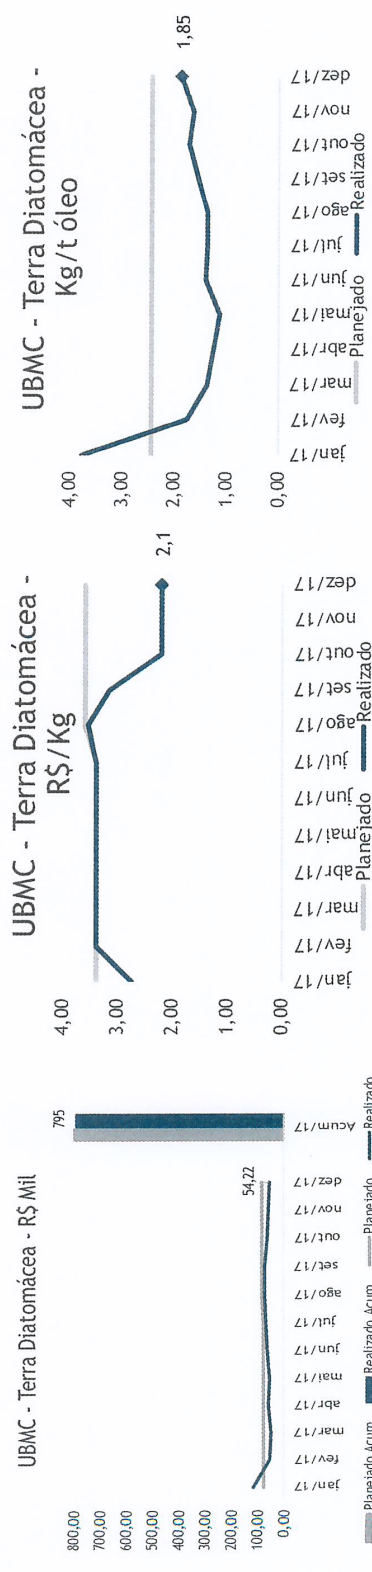 UBMC - Terra Diatomácea - R$ Mil
800,00
700,00
600,00
500,00
400,00
300,00
200,00
100,00
0,00
795
54,22
jan/17
fev/17
mar/17
abr/17
mai/17
jun/17
jul/17
ago/17
set/17
out/17
nov/17
dez/17
Acum/17
Planejado Acum
Realizado Acum
Planejado
Realizado
UBMC - Terra Diatomácea -
R$/Kg
4,00
3,00
2,00
1,00
0,00
2,1
jan/17
fev/17
mar/17
abr/17
mai/17
jun/17
jul/17
ago/17
set/17
out/17
nov/17
dez/17
Planejado
Realizado
UBMC - Terra Diatomácea -
Kg/t óleo
4,00
3,00
2,00
1,00
0,00
1,85
jan/17
fev/17
mar/17
abr/17
mai/17
jun/17
jul/17
ago/17
set/17
out/17
nov/17
dez/17
Planejado
Realizado